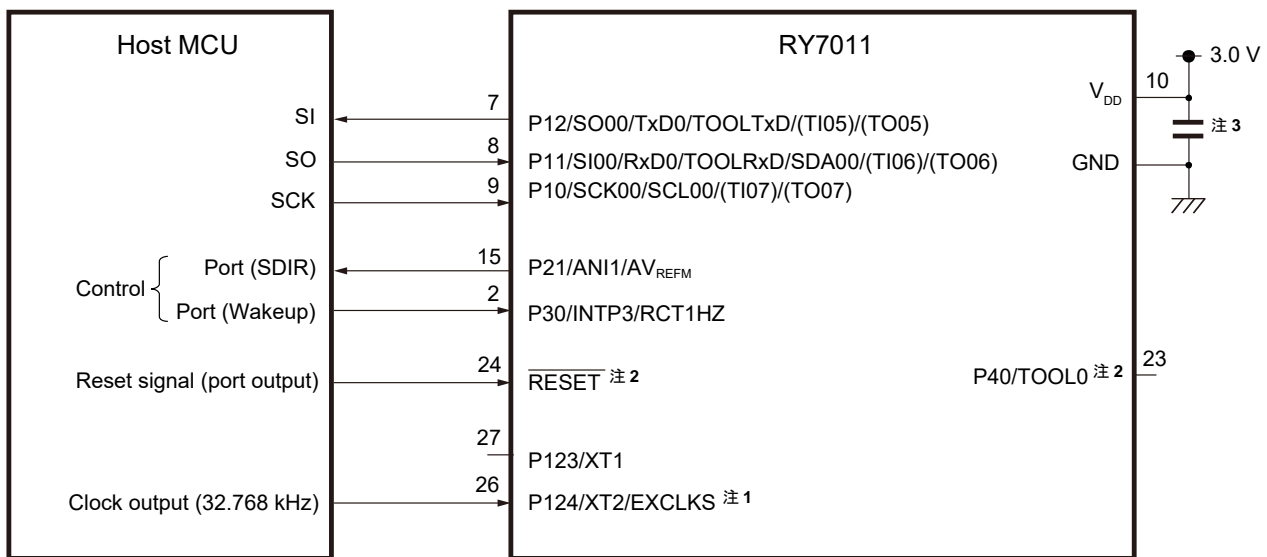 Host MCU
RY7011
3.0 V
10
V_DD
注 3
GND
SI
7
P12/SO00/TxD0/TOOLTxD/(TI05)/(TO05)
SO
8
P11/SI00/RxD0/TOOLRxD/SDA00/(TI06)/(TO06)
SCK
9
P10/SCK00/SCL00/(TI07)/(TO07)
Control
Port (SDIR)
15
P21/ANI1/AV_REFM
Port (Wakeup)
2
P30/INTP3/RCT1HZ
Reset signal (port output)
24
RESET 注 2
P40/TOOL0 注 2
23
27
P123/XT1
Clock output (32.768 kHz)
26
P124/XT2/EXCLKS 注 1